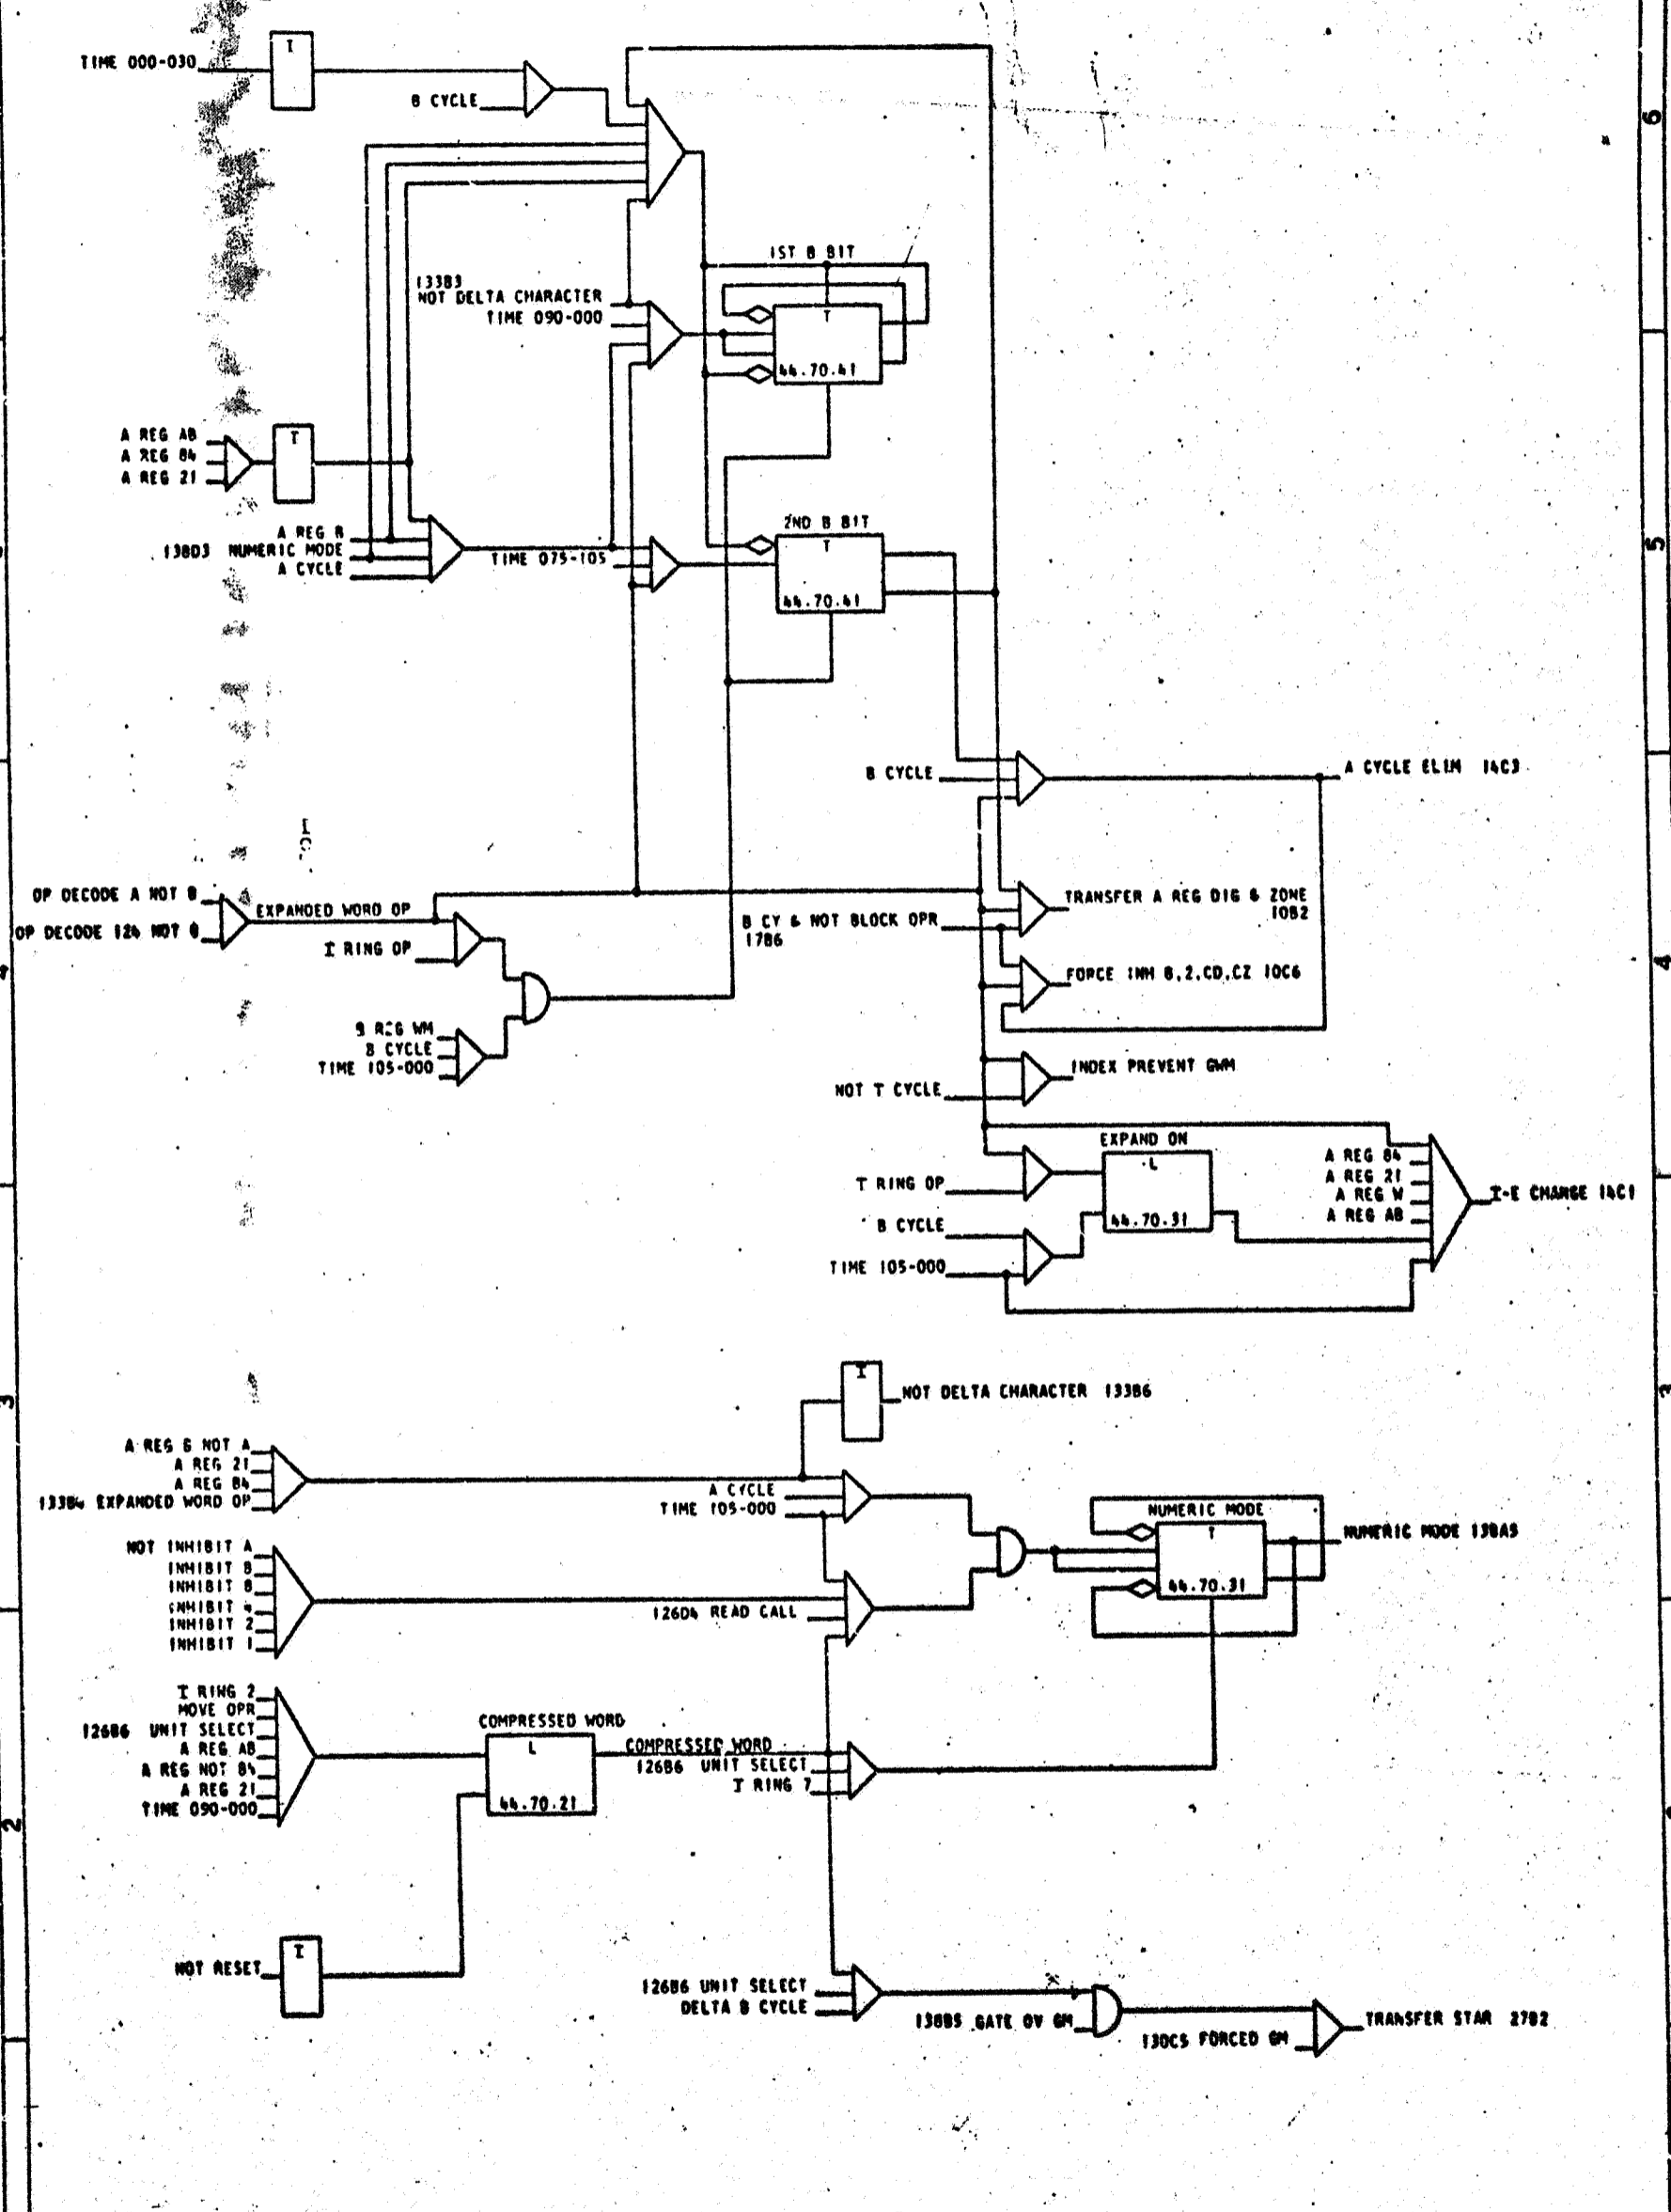 TIME 000-030
I
B CYCLE
6
1ST B BIT
133B3
NOT DELTA CHARACTER
TIME 090-000
T
44.70.41
A REG AB
A REG 84
A REG 21
I
2ND B BIT
A REG R
138D3 NUMERIC MODE
A CYCLE
TIME 075-105
T
44.70.41
5
B CYCLE
A CYCLE ELIM 14C3
OP DECODE A NOT B
OP DECODE 124 NOT 8
EXPANDED WORD OP
I RING OP
B CY & NOT BLOCK OPR
17B6
TRANSFER A REG DIG & ZONE
10B2
FORCE INH 8,2,CD,CZ 10C6
4
4
B REG WM
B CYCLE
TIME 105-000
NOT T CYCLE
INDEX PREVENT GWM
EXPAND ON
T RING OP
L
44.70.31
B CYCLE
TIME 105-000
A REG 84
A REG 21
A REG W
A REG AB
I-E CHANGE 14C1
3
3
I
NOT DELTA CHARACTER 133B6
A REG B NOT A
A REG 21
A REG 84
133B4 EXPANDED WORD OP
A CYCLE
TIME 105-000
NUMERIC MODE
T
44.70.31
NUMERIC MODE 138A5
NOT INHIBIT A
INHIBIT B
INHIBIT 8
INHIBIT 4
INHIBIT 2
INHIBIT 1
126D4 READ CALL
I RING 2
MOVE OPR
126B6 UNIT SELECT
A REG AB
A REG NOT 84
A REG 21
TIME 090-000
COMPRESSED WORD
L
44.70.21
COMPRESSED WORD
126B6 UNIT SELECT
I RING 7
2
NOT RESET
I
126B6 UNIT SELECT
DELTA B CYCLE
138B5 GATE OV GM
130C5 FORCED GM
TRANSFER STAR 27B2